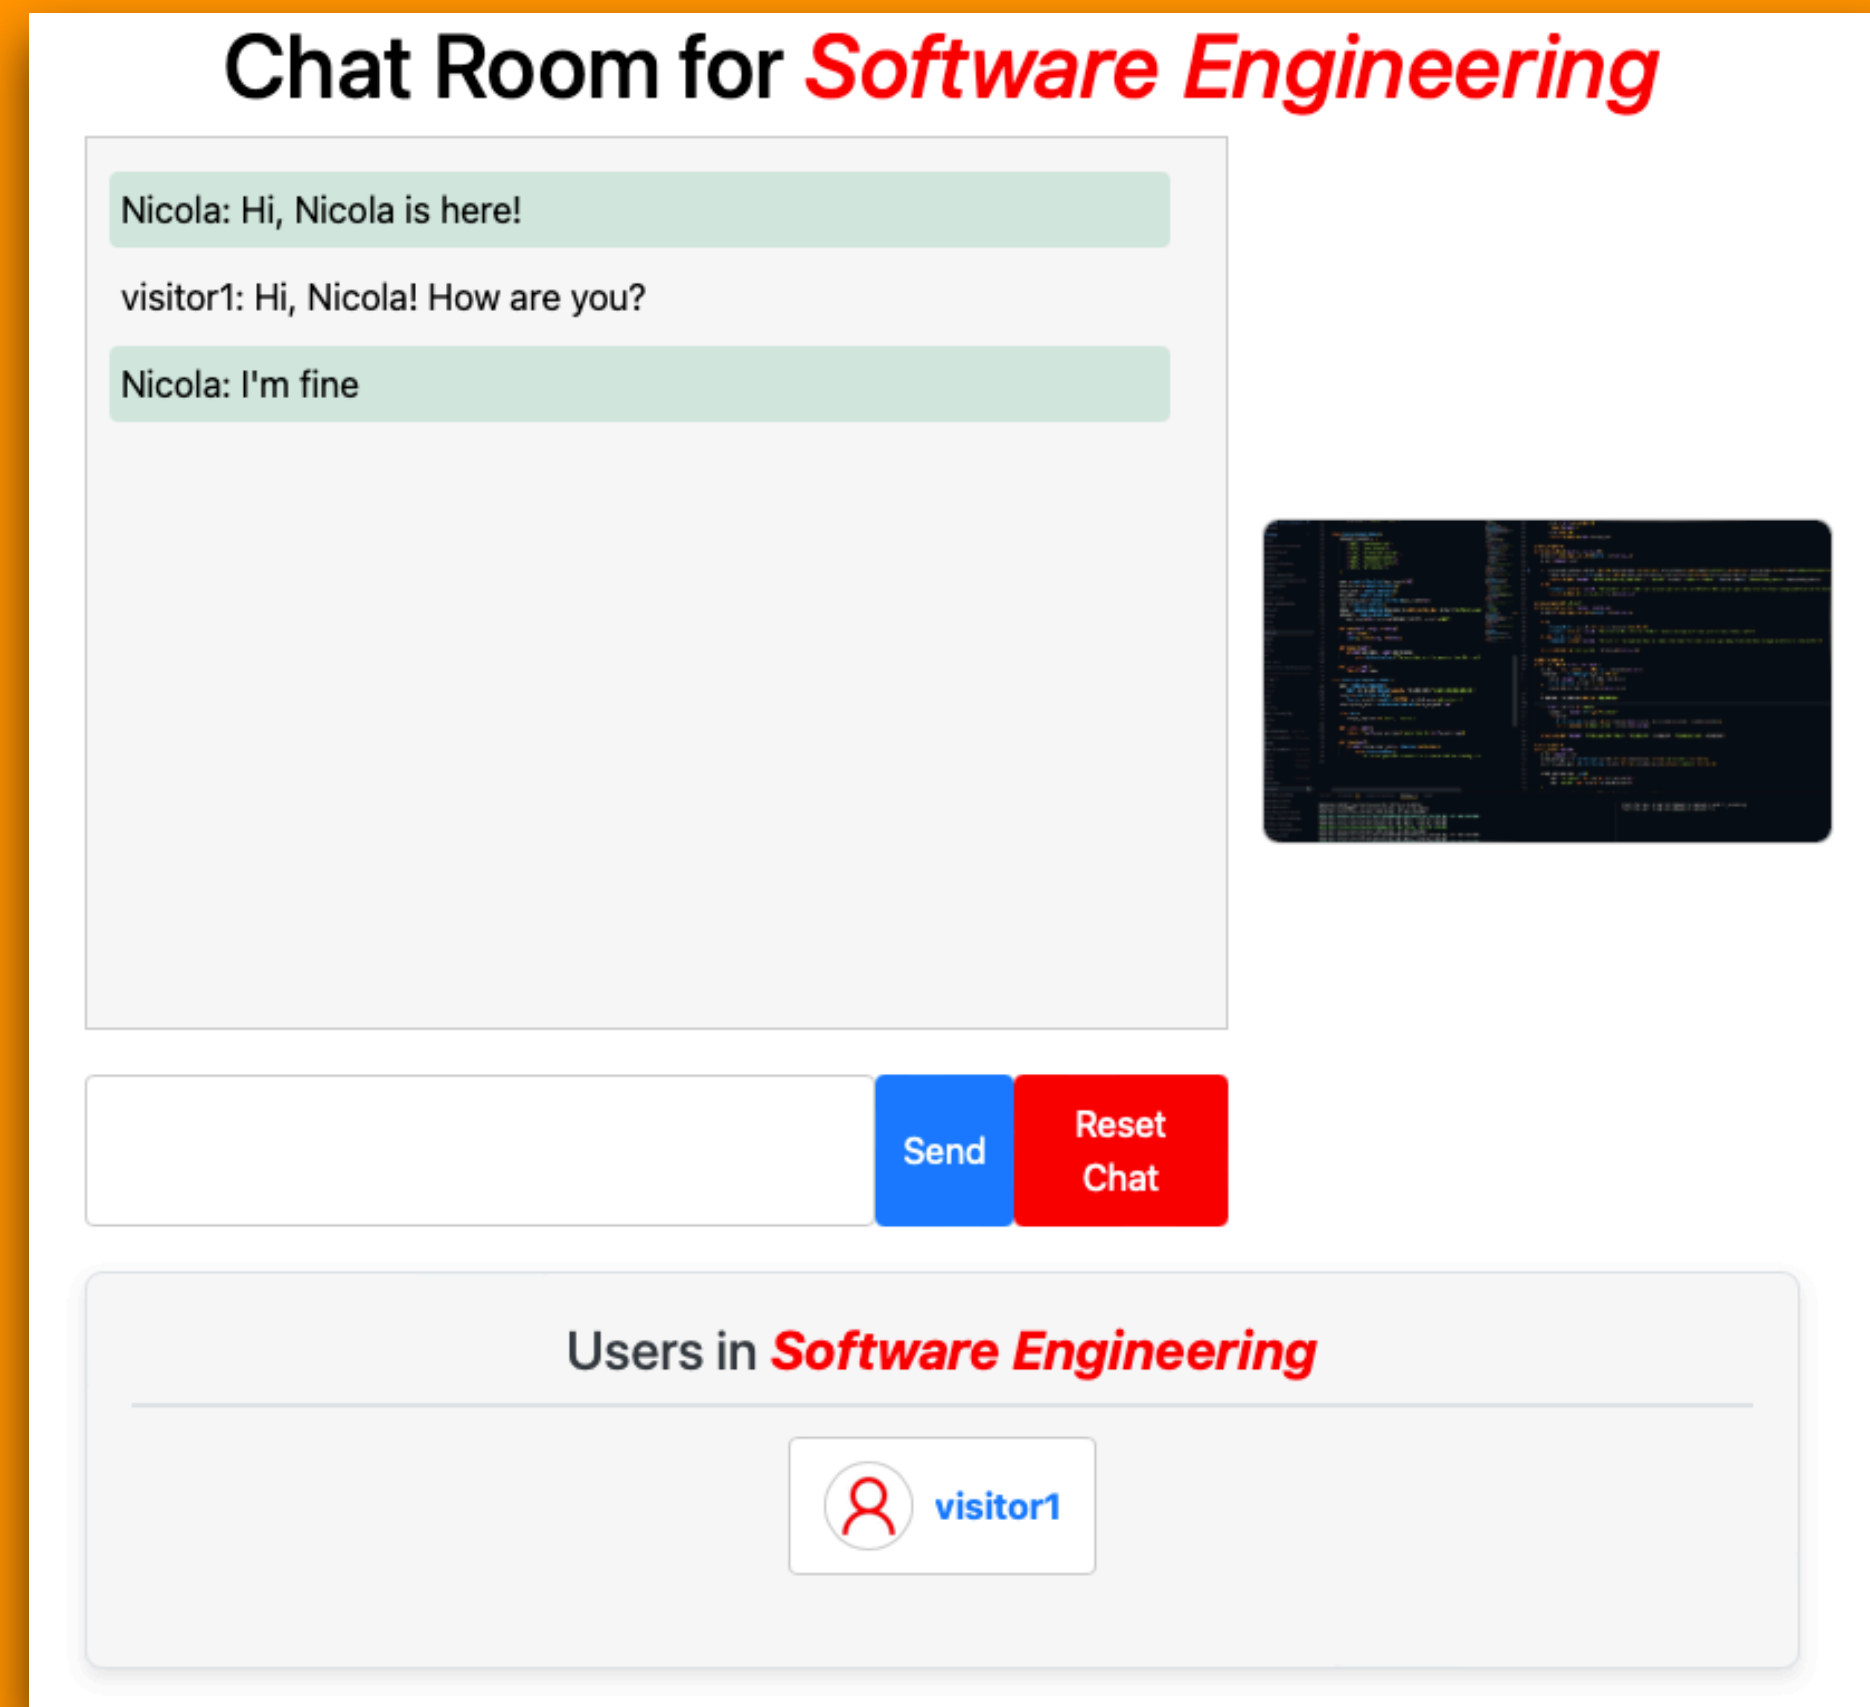 Chat Room for Software Engineering
Nicola: Hi, Nicola is here!
visitor1: Hi, Nicola! How are you?
Nicola: I'm fine
Send
Reset
Chat
Users in Software Engineering
visitor1